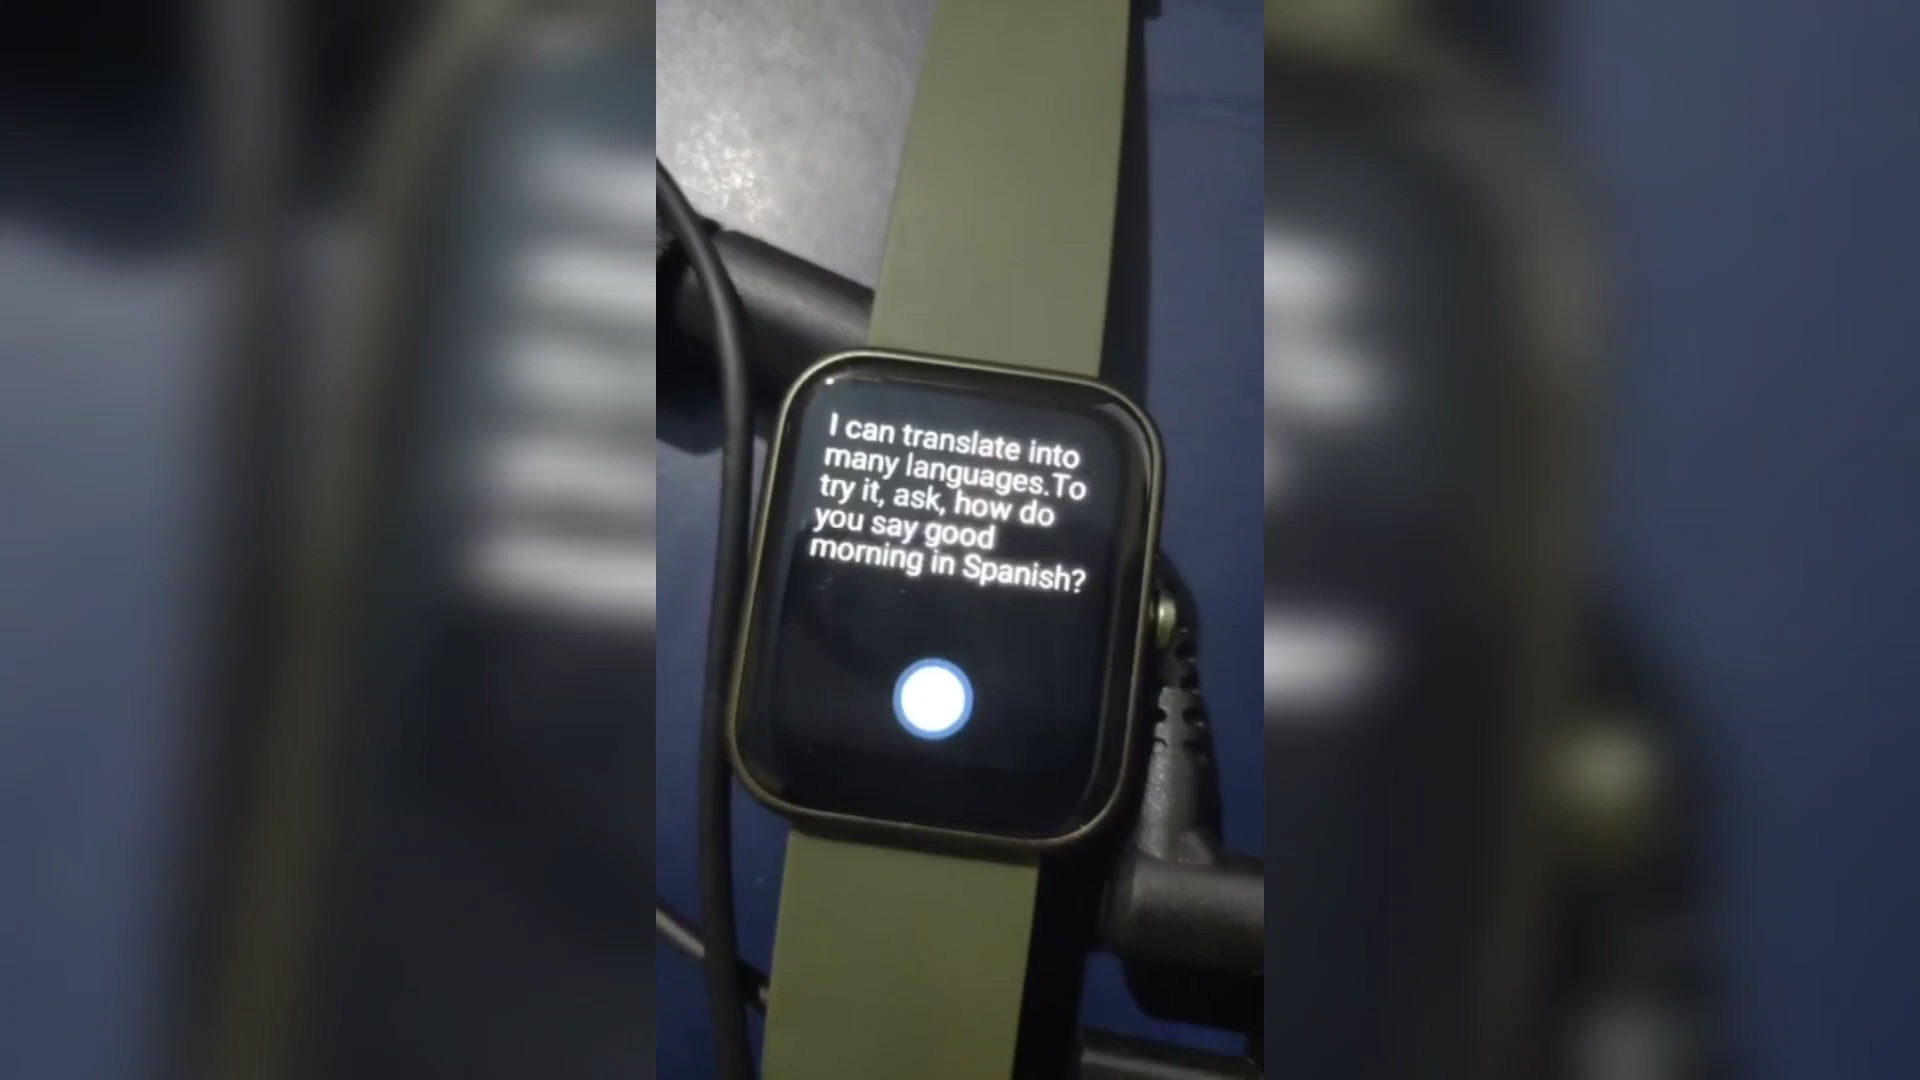 I can translate into
many languages.To
try it, ask, how do
you say good
morning in Spanish?